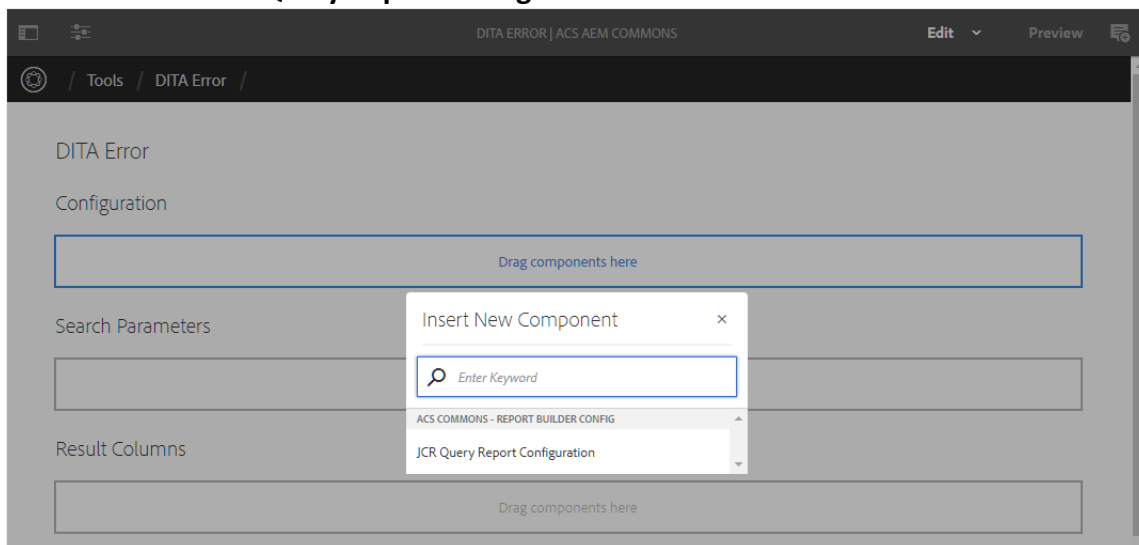 DITA ERROR | ACS AEM COMMONS
Edit
Preview
/ Tools / DITA Error /
DITA Error
Configuration
Drag components here
Insert New Component
Search Parameters
Enter Keyword
ACS COMMONS - REPORT BUILDER CONFIG
JCR Query Report Configuration
Result Columns
Drag components here